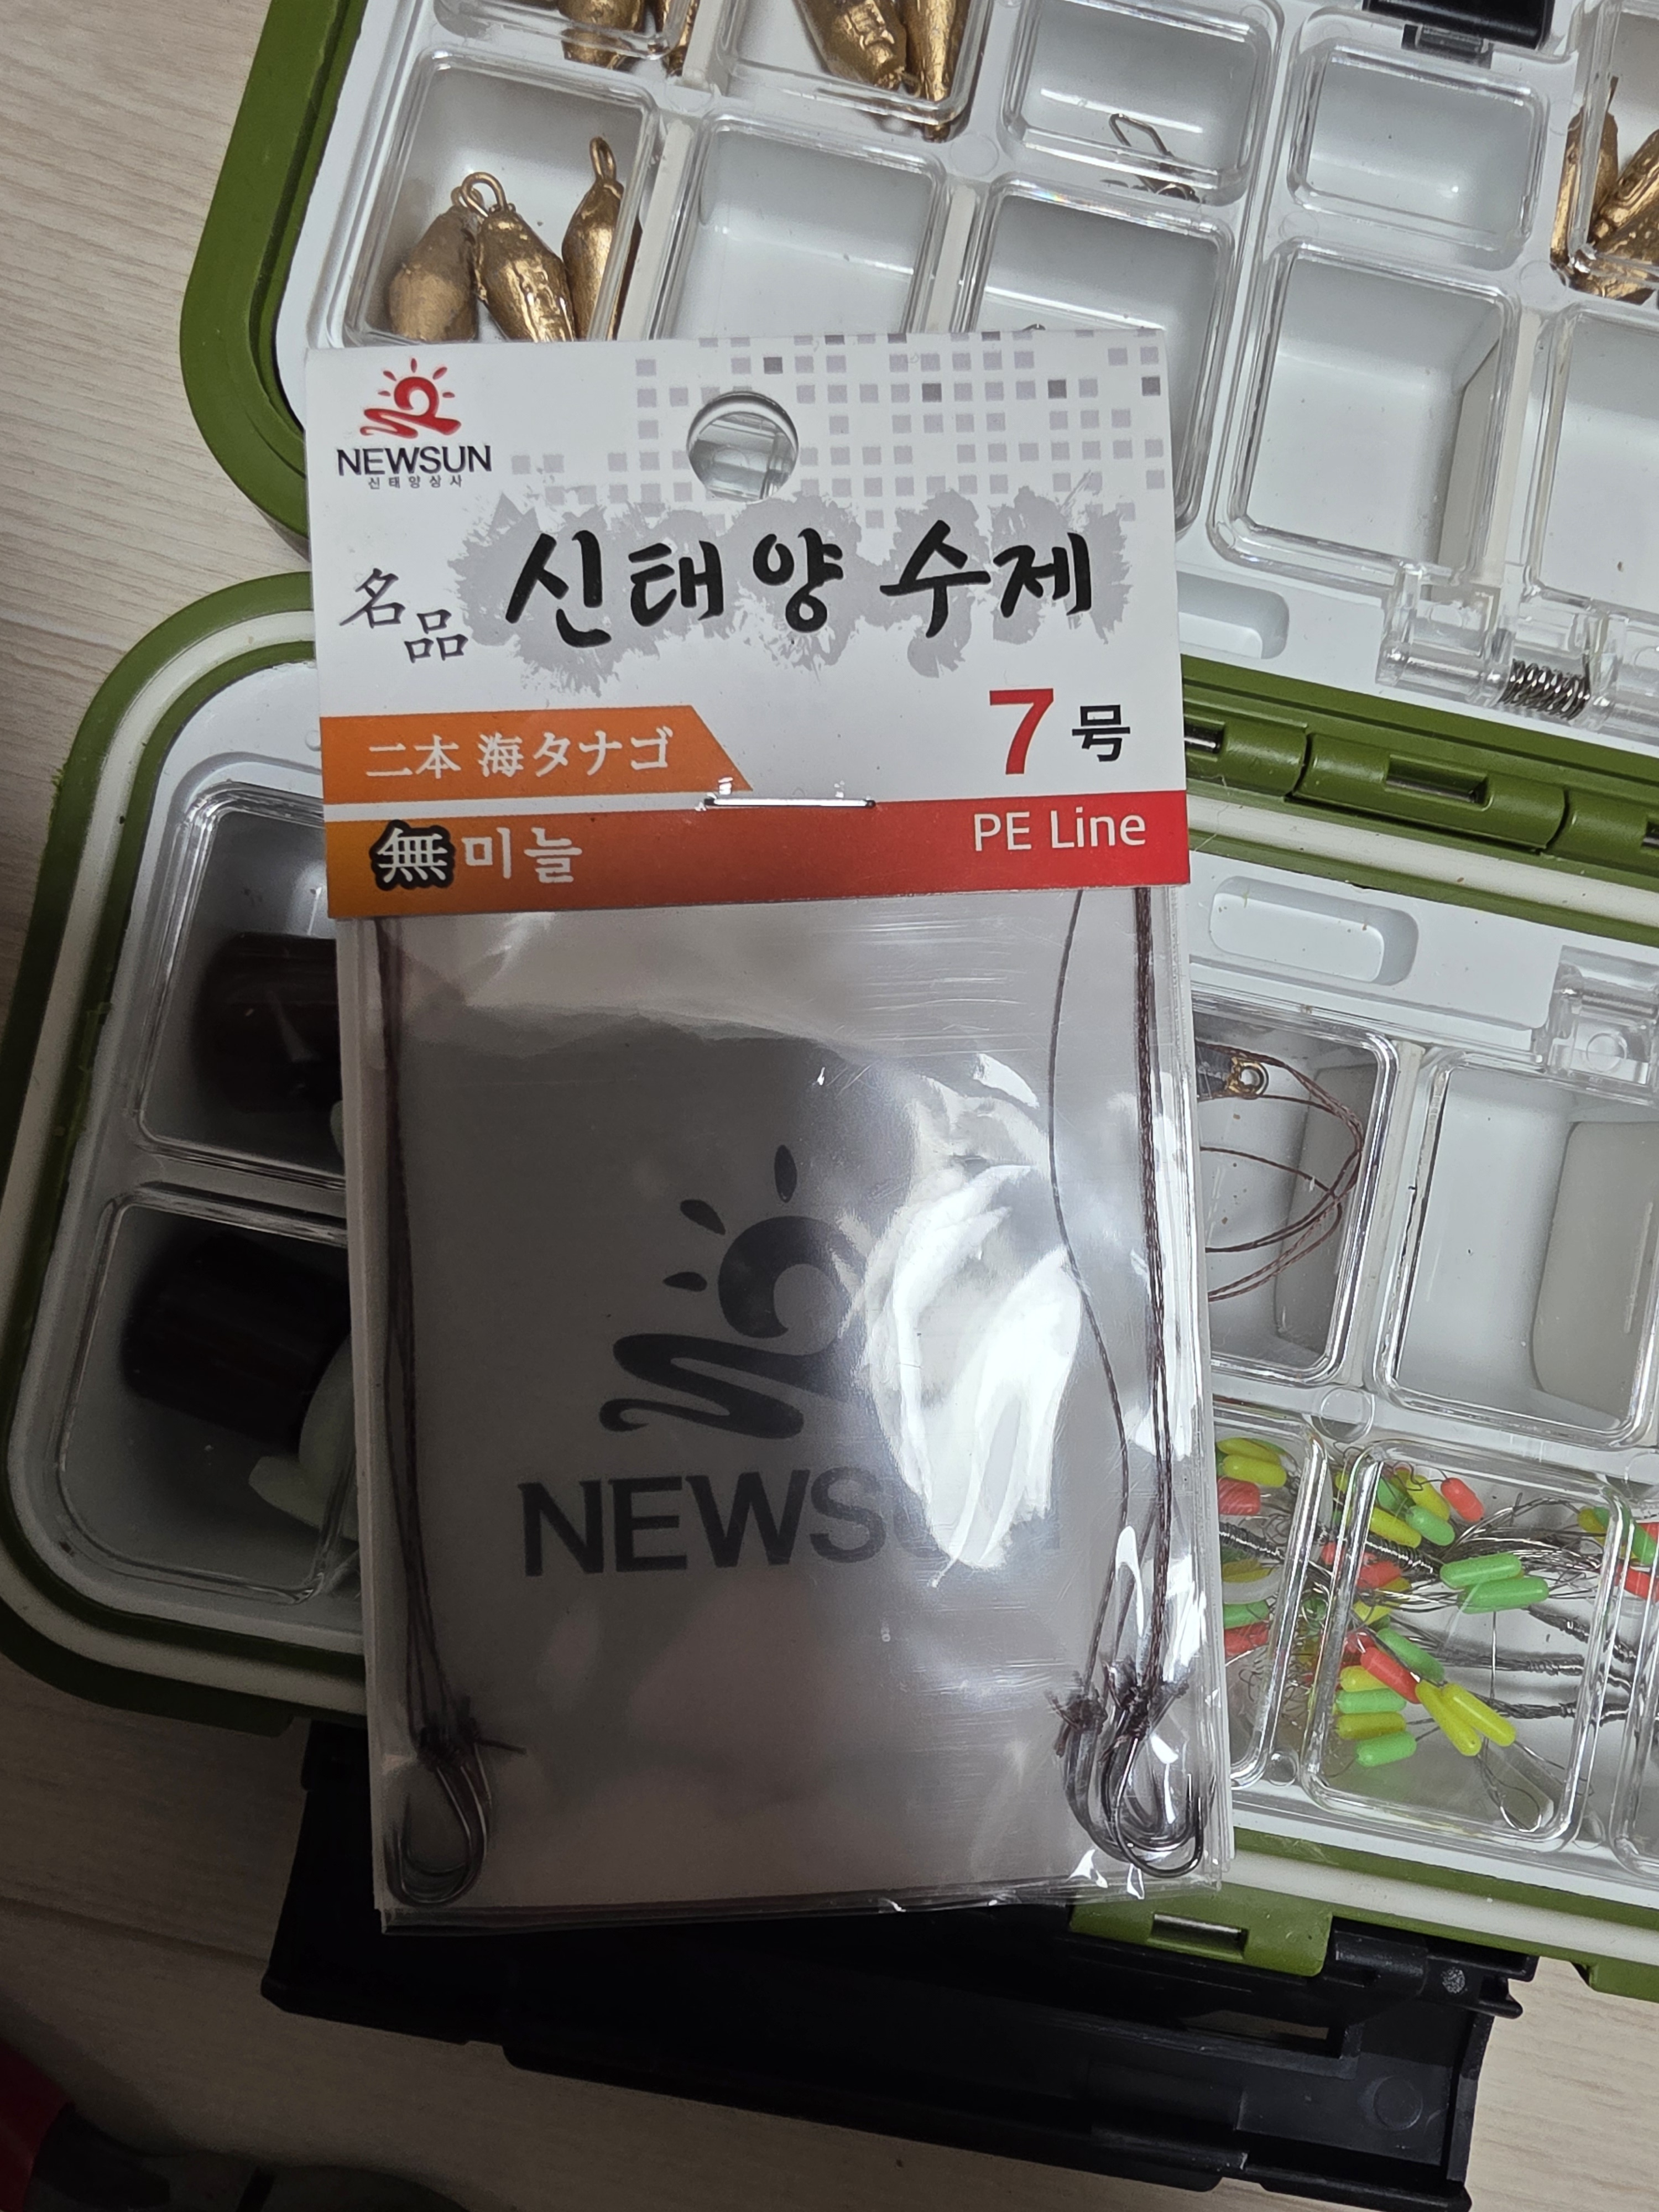 NEWSUN
신태양상사
名品 신태양 수제
二本 海タナゴ
7号
無미늘
PE Line
NEWSUN